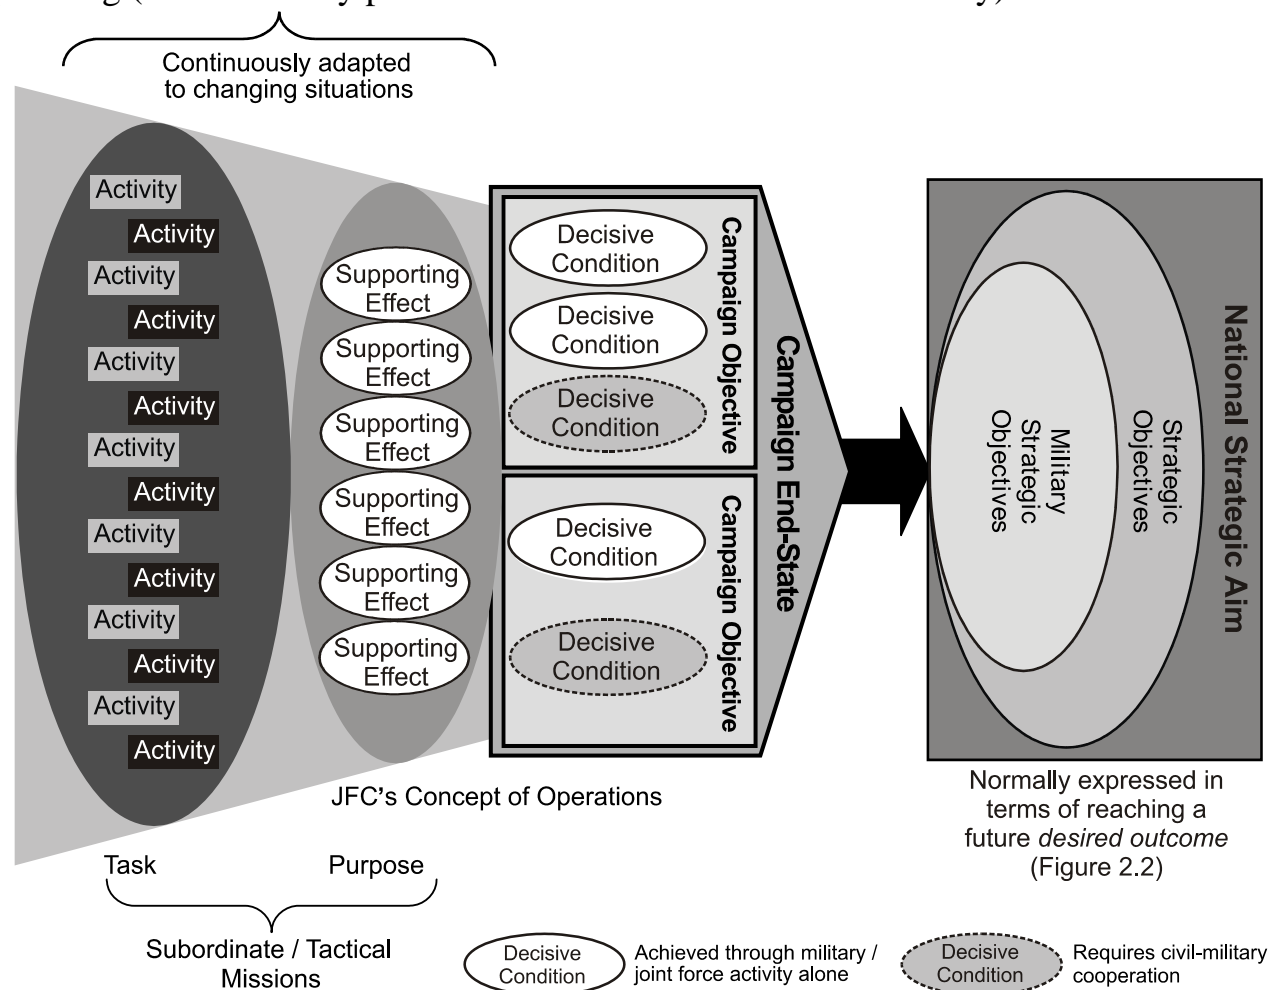 Continuously adapted
to changing situations
Activity
Activity
Activity
Activity
Activity
Activity
Activity
Activity
Activity
Activity
Activity
Activity
Activity
Activity
Supporting
Effect
Supporting
Effect
Supporting
Effect
Supporting
Effect
Supporting
Effect
Supporting
Effect
Decisive
Condition
Decisive
Condition
Decisive
Condition
Campaign Objective
Decisive
Condition
Decisive
Condition
Campaign Objective
Campaign End-State
Military
Strategic
Objectives
Strategic
Objectives
National Strategic Aim
JFC's Concept of Operations
Normally expressed in
terms of reaching a
future desired outcome
(Figure 2.2)
Task
Purpose
Subordinate / Tactical
Missions
Decisive
Condition
Achieved through military /
joint force activity alone
Decisive
Condition
Requires civil-military
cooperation